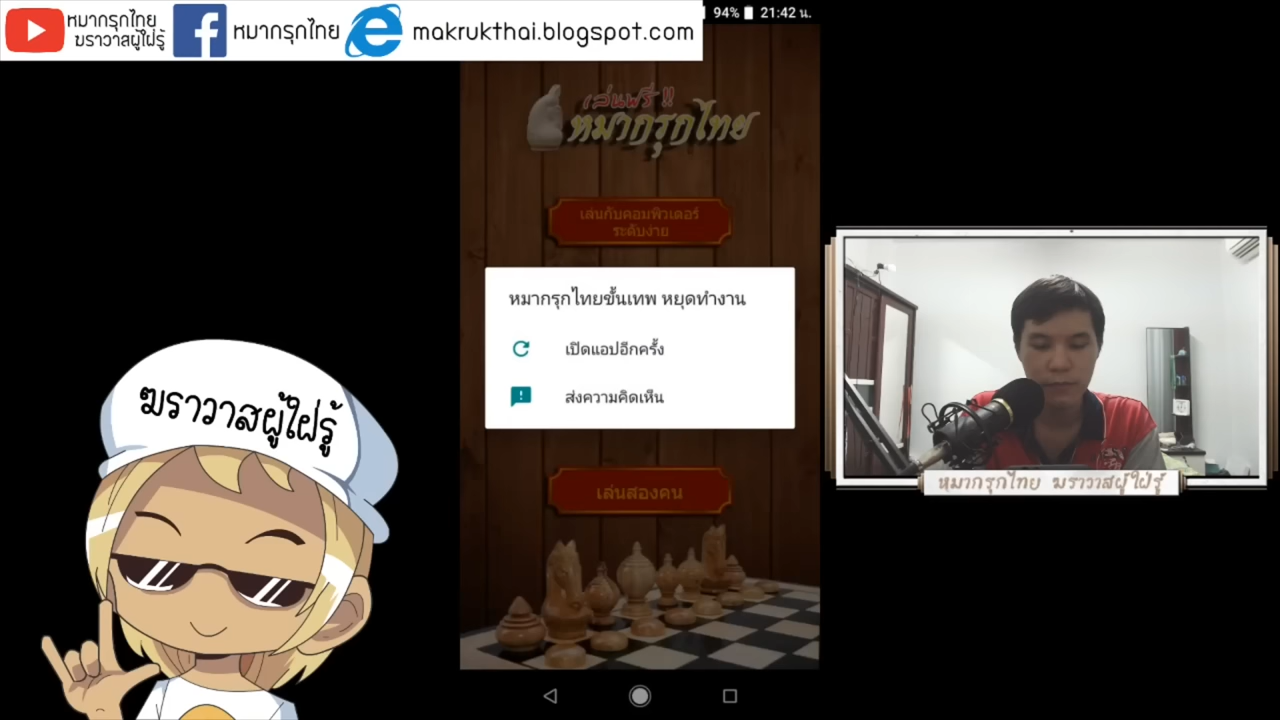 หมากรุกไทย
ฆราวาสผู้ใฝ่รู้
หมากรุกไทย
makrukthai.blogspot.com
94% 21:42 น.
เล่นฟรี !!
หมากรุกไทย
เล่นกับคอมพิวเตอร์
ระดับง่าย
หมากรุกไทยขั้นเทพ หยุดทำงาน
เปิดแอปอีกครั้ง
ส่งความคิดเห็น
เล่นสองคน
ฆราวาสผู้ใฝ่รู้
หมากรุกไทย ฆราวาสผู้ใฝ่รู้